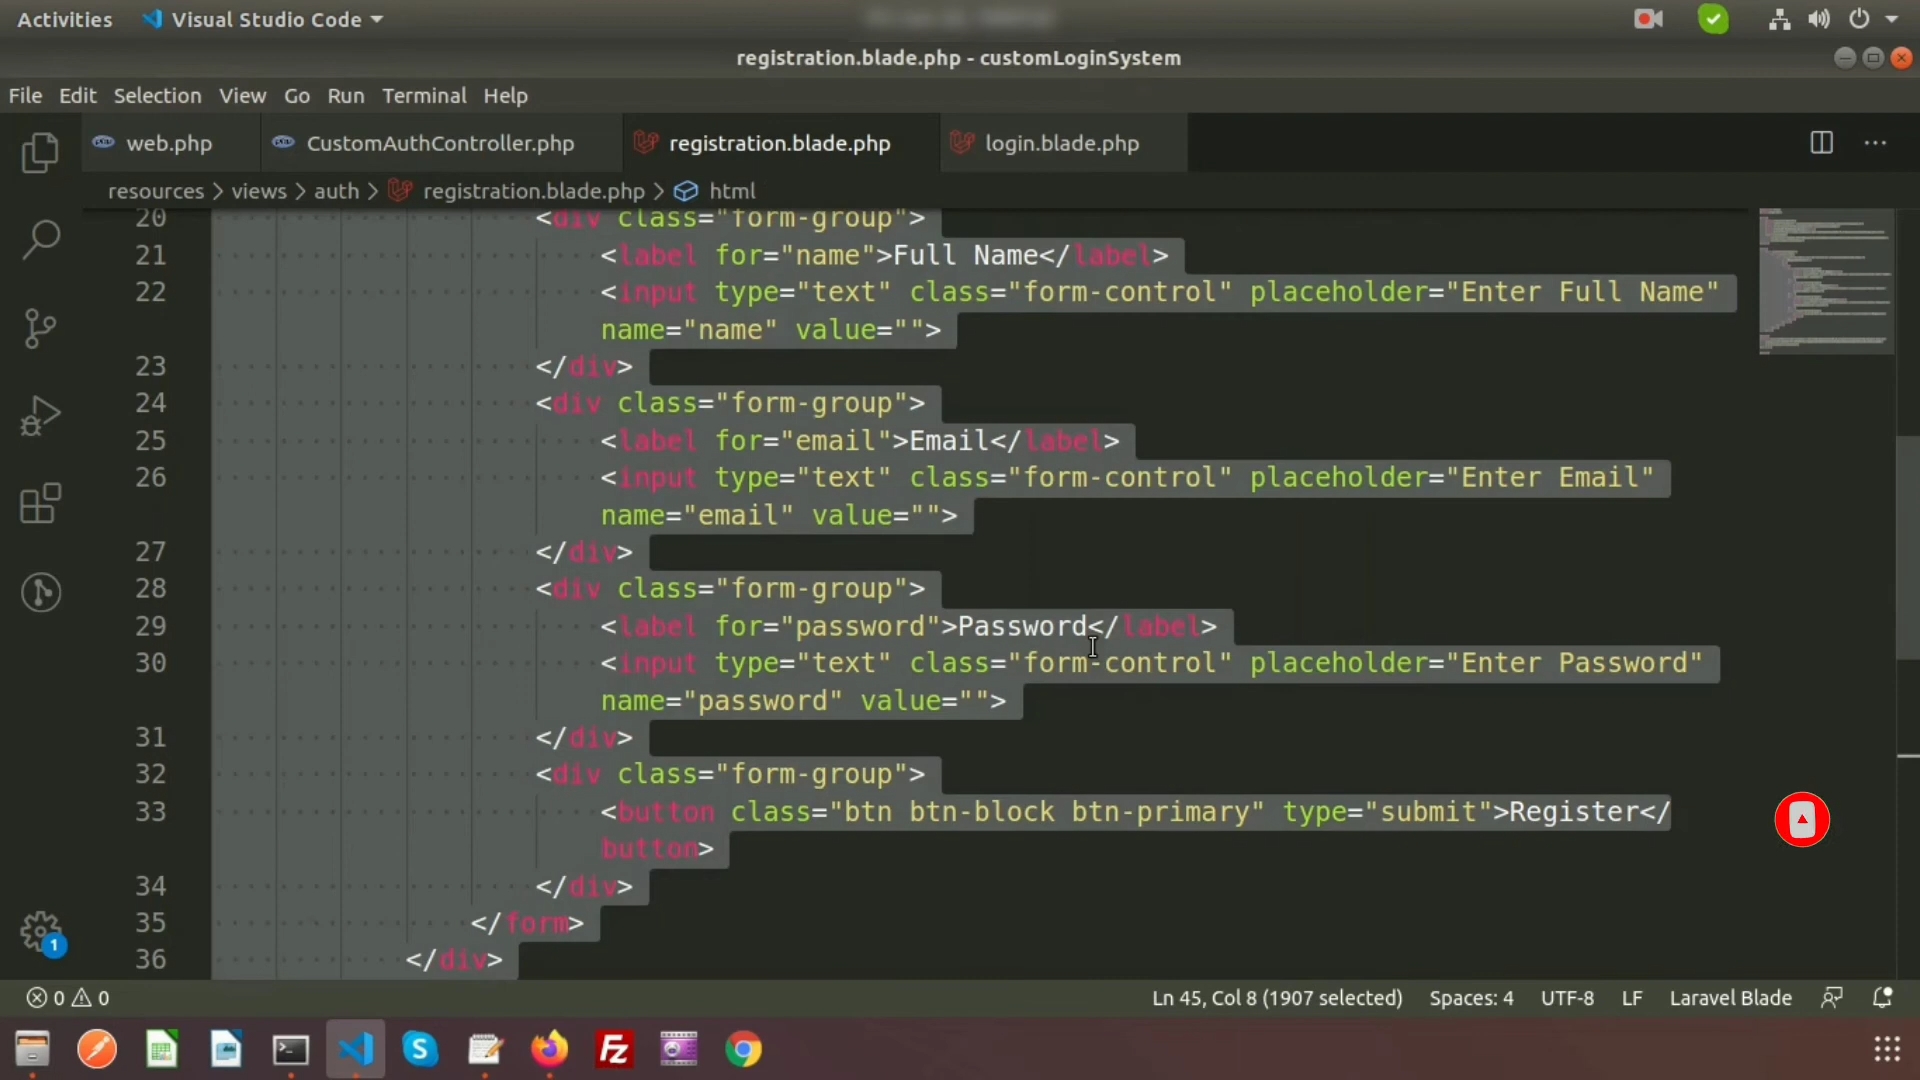 Activities Visual Studio Code
registration.blade.php - customLoginSystem
File Edit Selection View Go Run Terminal Help
web.php CustomAuthController.php registration.blade.php login.blade.php
resources > views > auth > registration.blade.php > html
20 <div class="form-group">
21 <label for="name">Full Name</label>
22 <input type="text" class="form-control" placeholder="Enter Full Name"
name="name" value="">
23 </div>
24 <div class="form-group">
25 <label for="email">Email</label>
26 <input type="text" class="form-control" placeholder="Enter Email"
name="email" value="">
27 </div>
28 <div class="form-group">
29 <label for="password">Password</label>
30 <input type="text" class="form-control" placeholder="Enter Password"
name="password" value="">
31 </div>
32 <div class="form-group">
33 <button class="btn btn-block btn-primary" type="submit">Register</
button>
34 </div>
35 </form>
36 </div>
1
0 0 Ln 45, Col 8 (1907 selected) Spaces: 4 UTF-8 LF Laravel Blade
S Fz